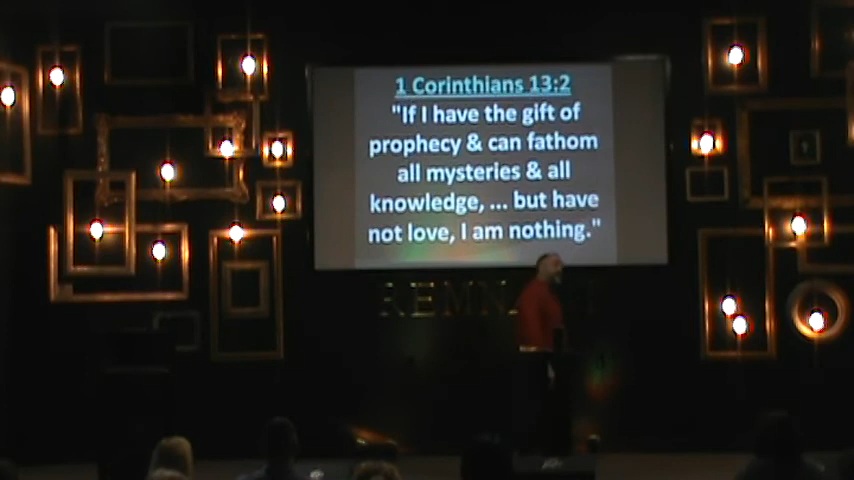 1 Corinthians 13:2
"If I have the gift of
prophecy & can fathom
all mysteries & all
knowledge, ... but have
not love, I am nothing."